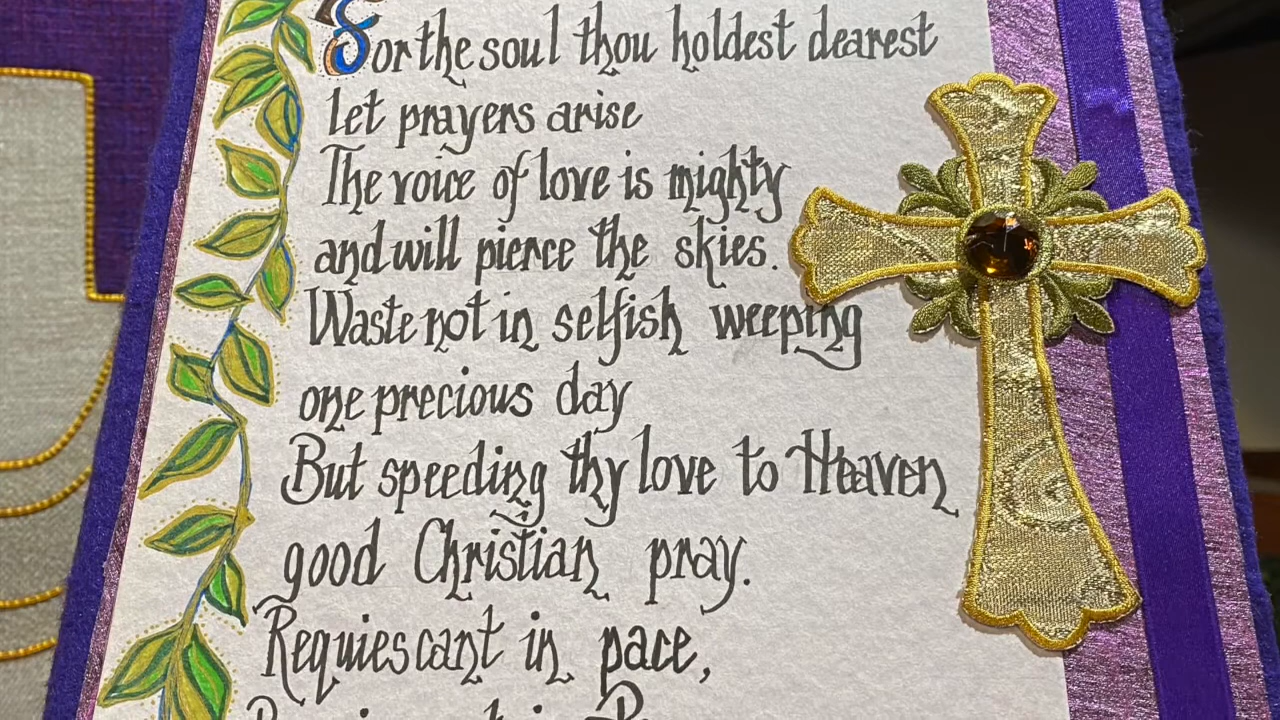 For the soul thou holdest dearest
let prayers arise
The voice of love is mighty
and will pierce the skies.
Waste not in selfish weeping
one precious day
But speeding thy love to Heaven
good Christian pray.
Requiescant in pace,